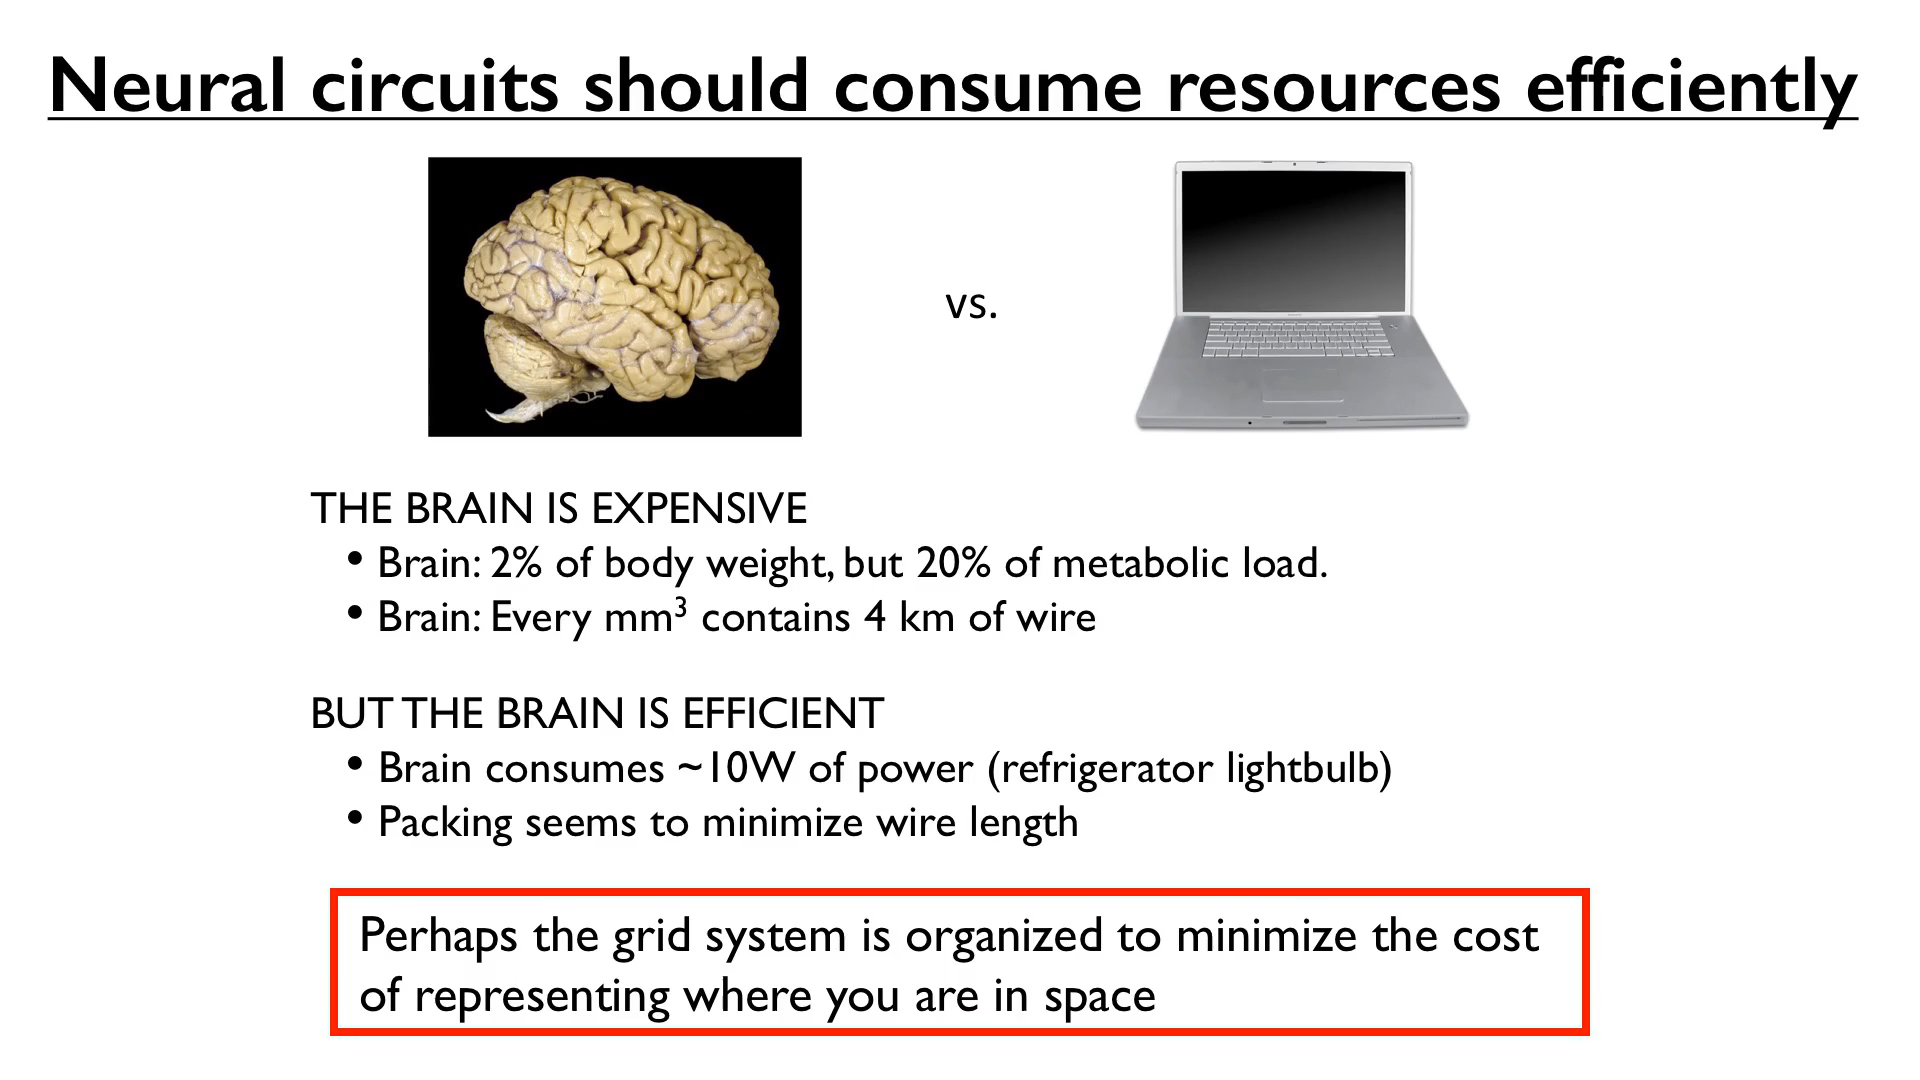 Neural circuits should consume resources efficiently
vs.
THE BRAIN IS EXPENSIVE
• Brain: 2% of body weight, but 20% of metabolic load.
• Brain: Every mm³ contains 4 km of wire
BUT THE BRAIN IS EFFICIENT
• Brain consumes ~10W of power (refrigerator lightbulb)
• Packing seems to minimize wire length
Perhaps the grid system is organized to minimize the cost
of representing where you are in space